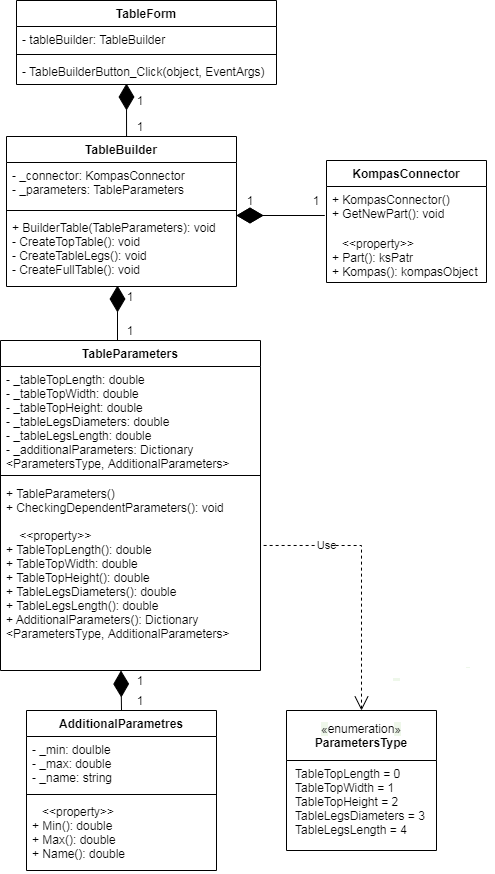 TableForm
- tableBuilder: TableBuilder
- TableBuilderButton_Click(object, EventArgs)
1
1
TableBuilder
- _connector: KompasConnector
- _parameters: TableParameters
+ BuilderTable(TableParameters): void
- CreateTopTable(): void
- CreateTableLegs(): void
- CreateFullTable(): void
1
1
KompasConnector
+ KompasConnector()
+ GetNewPart(): void
<<property>>
+ Part(): ksPatr
+ Kompas(): kompasObject
1
1
TableParameters
- _tableTopLength: double
- _tableTopWidth: double
- _tableTopHeight: double
- _tableLegsDiameters: double
- _tableLegsLength: double
- _additionalParameters: Dictionary
<ParametersType, AdditionalParameters>
+ TableParameters()
+ CheckingDependentParameters(): void
<<property>>
+ TableTopLength(): double
+ TableTopWidth: double
+ TableTopHeight(): double
+ TableLegsDiameters(): double
+ TableLegsLength(): double
+ AdditionalParameters(): Dictionary
<ParametersType, AdditionalParameters>
Use
1
1
AdditionalParametres
- _min: doulble
- _max: double
- _name: string
<<property>>
+ Min(): double
+ Max(): double
+ Name(): double
«enumeration»
ParametersType
TableTopLength = 0
TableTopWidth = 1
TableTopHeight = 2
TableLegsDiameters = 3
TableLegsLength = 4